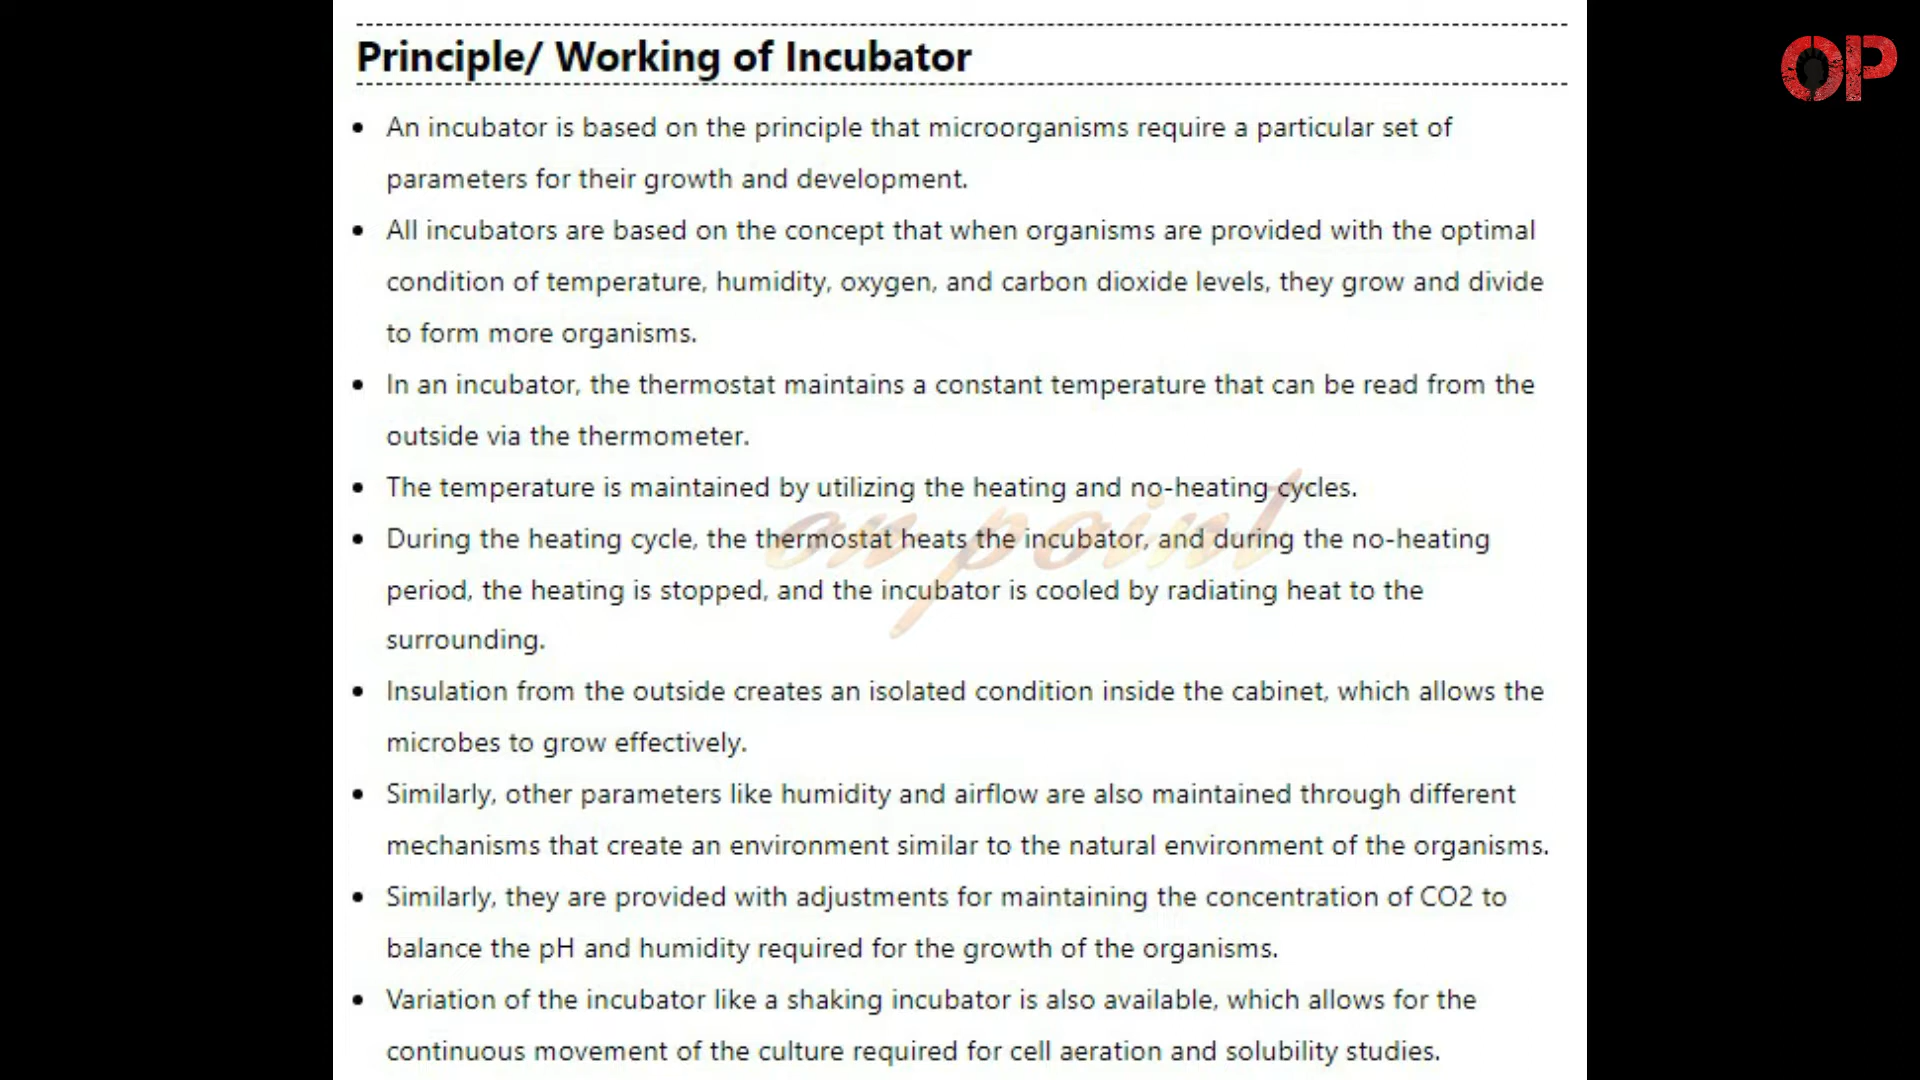 Principle/ Working of Incubator
OP
• An incubator is based on the principle that microorganisms require a particular set of
parameters for their growth and development.
• All incubators are based on the concept that when organisms are provided with the optimal
condition of temperature, humidity, oxygen, and carbon dioxide levels, they grow and divide
to form more organisms.
• In an incubator, the thermostat maintains a constant temperature that can be read from the
outside via the thermometer.
• The temperature is maintained by utilizing the heating and no-heating cycles.
on point
• During the heating cycle, the thermostat heats the incubator, and during the no-heating
period, the heating is stopped, and the incubator is cooled by radiating heat to the
surrounding.
• Insulation from the outside creates an isolated condition inside the cabinet, which allows the
microbes to grow effectively.
• Similarly, other parameters like humidity and airflow are also maintained through different
mechanisms that create an environment similar to the natural environment of the organisms.
• Similarly, they are provided with adjustments for maintaining the concentration of CO2 to
balance the pH and humidity required for the growth of the organisms.
• Variation of the incubator like a shaking incubator is also available, which allows for the
continuous movement of the culture required for cell aeration and solubility studies.